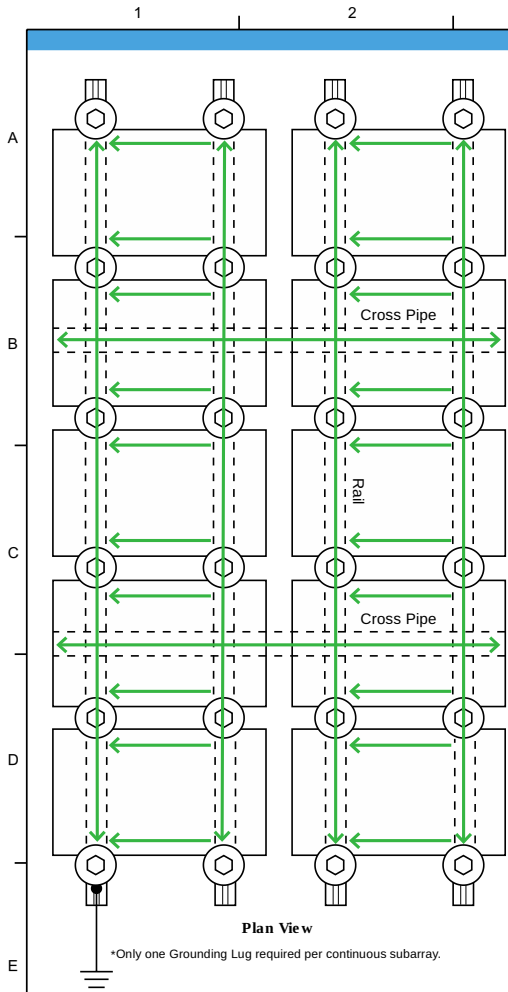 1 2
A
B
Cross Pipe
Rail
C
Cross Pipe
D
Plan View
*Only one Grounding Lug required per continuous subarray.
E